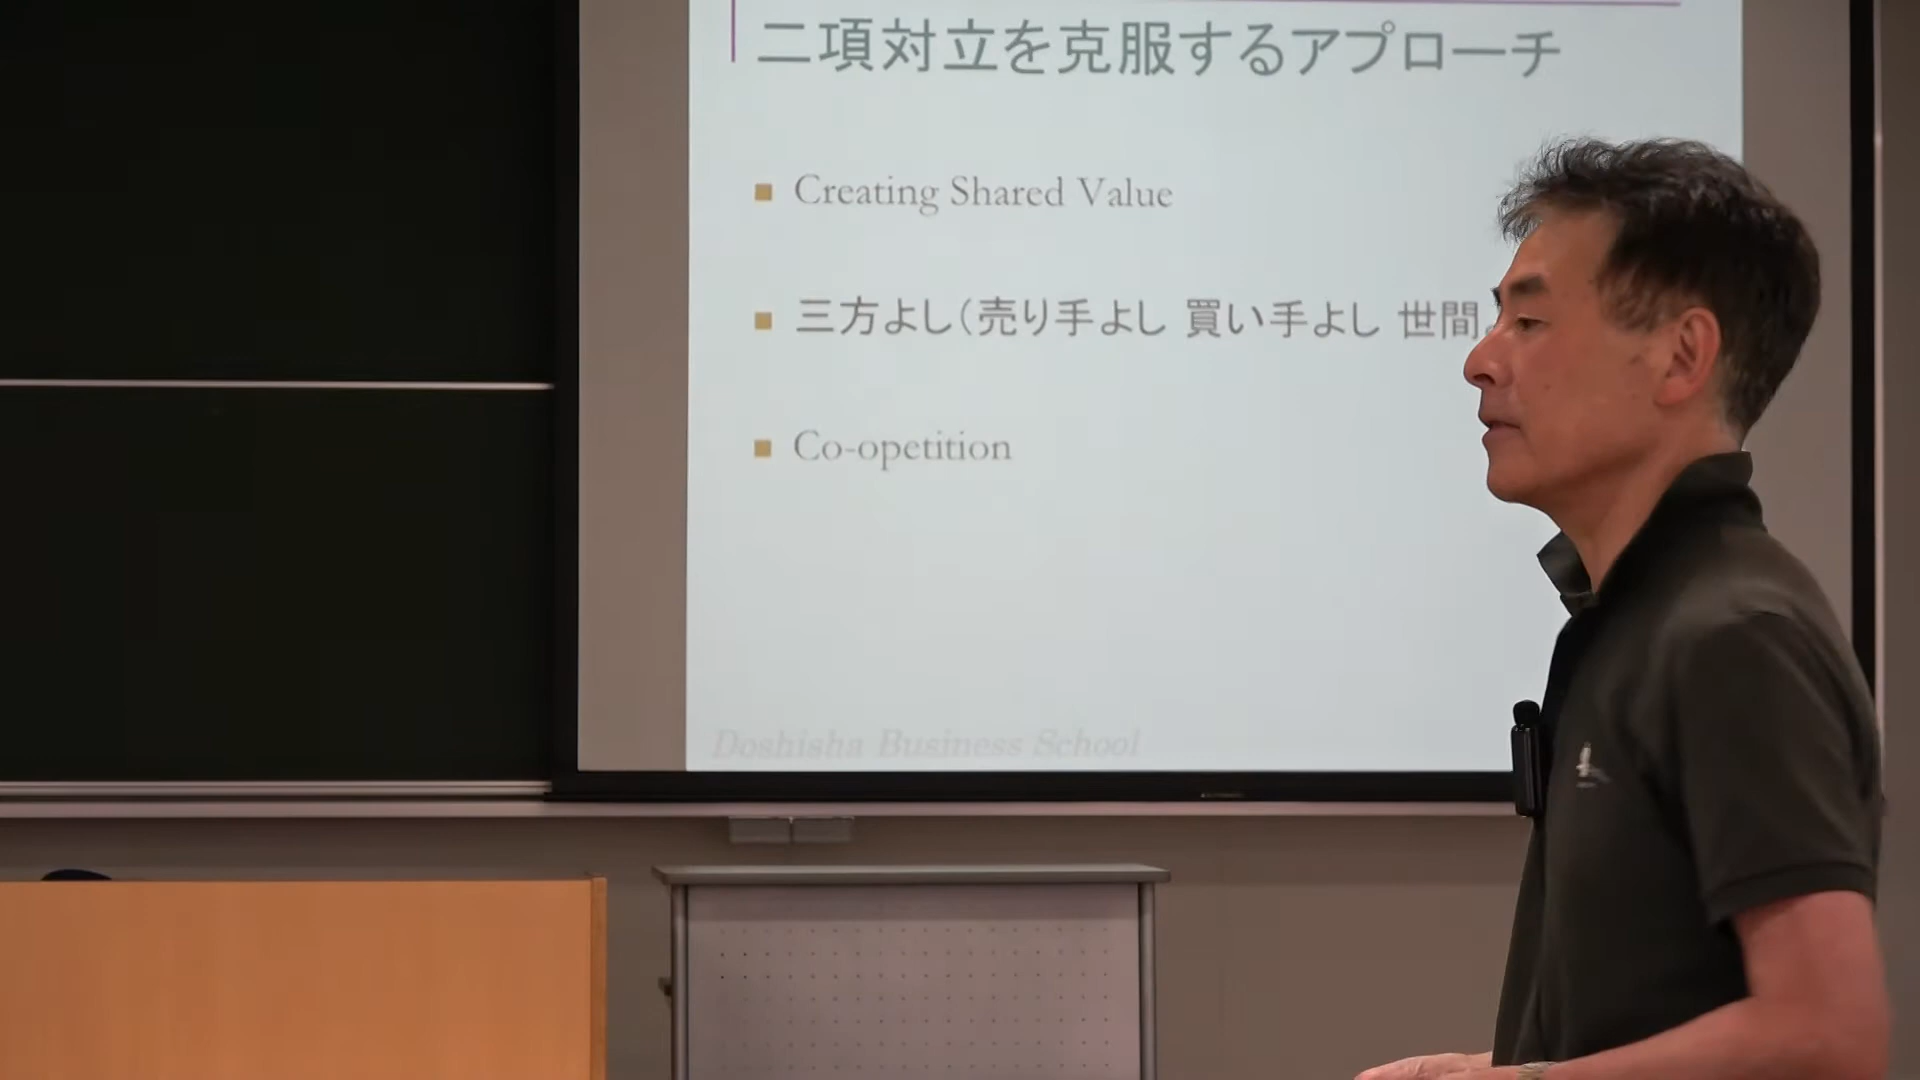 二項対立を克服するアプローチ
Creating Shared Value
三方よし(売り手よし 買い手よし 世間
Co-opetition
Doshisha Business School